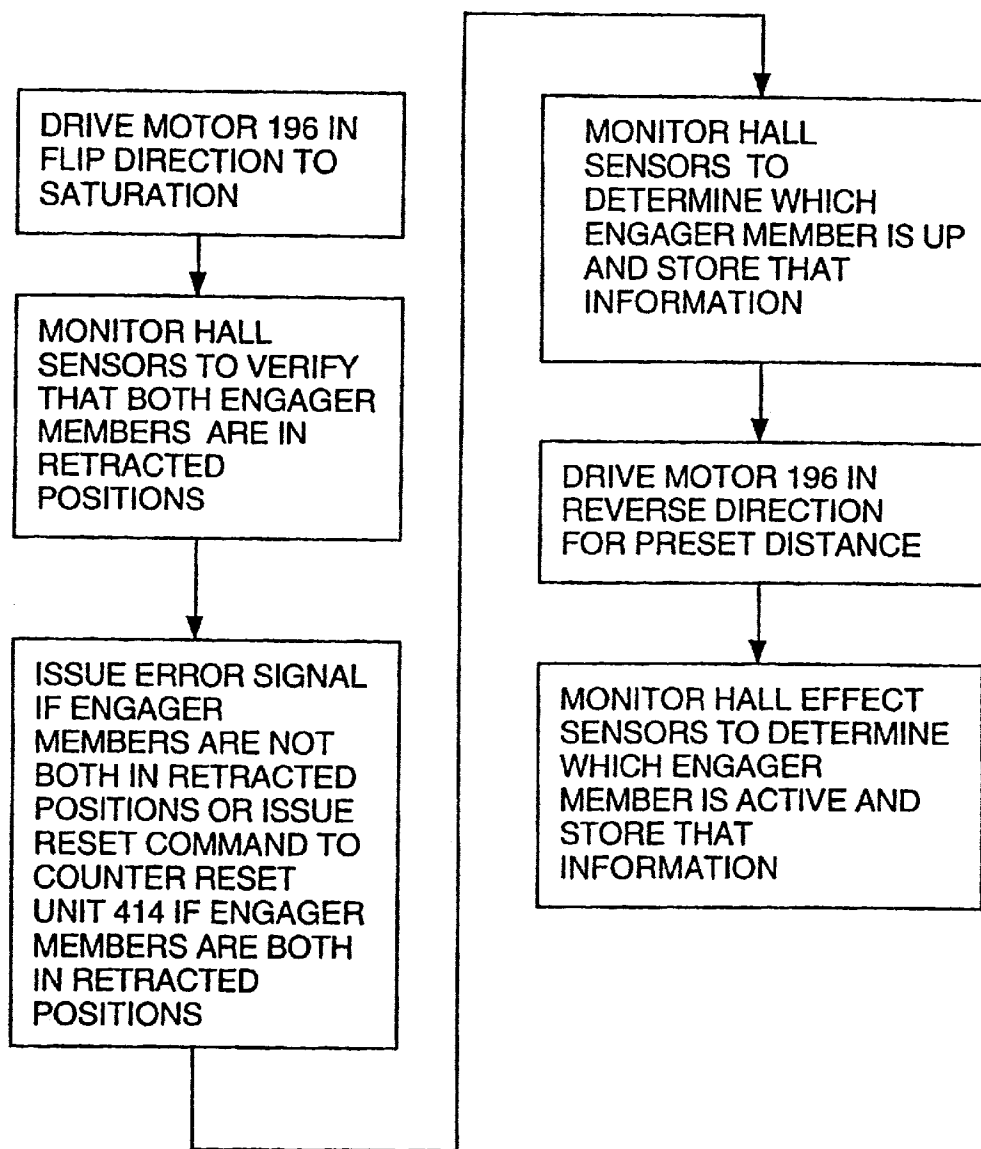 DRIVE MOTOR 196 IN
FLIP DIRECTION TO
SATURATION
MONITOR HALL
SENSORS TO VERIFY
THAT BOTH ENGAGER
MEMBERS ARE IN
RETRACTED
POSITIONS
ISSUE ERROR SIGNAL
IF ENGAGER
MEMBERS ARE NOT
BOTH IN RETRACTED
POSITIONS OR ISSUE
RESET COMMAND TO
COUNTER RESET
UNIT 414 IF ENGAGER
MEMBERS ARE BOTH
IN RETRACTED
POSITIONS
MONITOR HALL
SENSORS TO
DETERMINE WHICH
ENGAGER MEMBER IS UP
AND STORE THAT
INFORMATION
DRIVE MOTOR 196 IN
REVERSE DIRECTION
FOR PRESET DISTANCE
MONITOR HALL EFFECT
SENSORS TO DETERMINE
WHICH ENGAGER
MEMBER IS ACTIVE AND
STORE THAT
INFORMATION